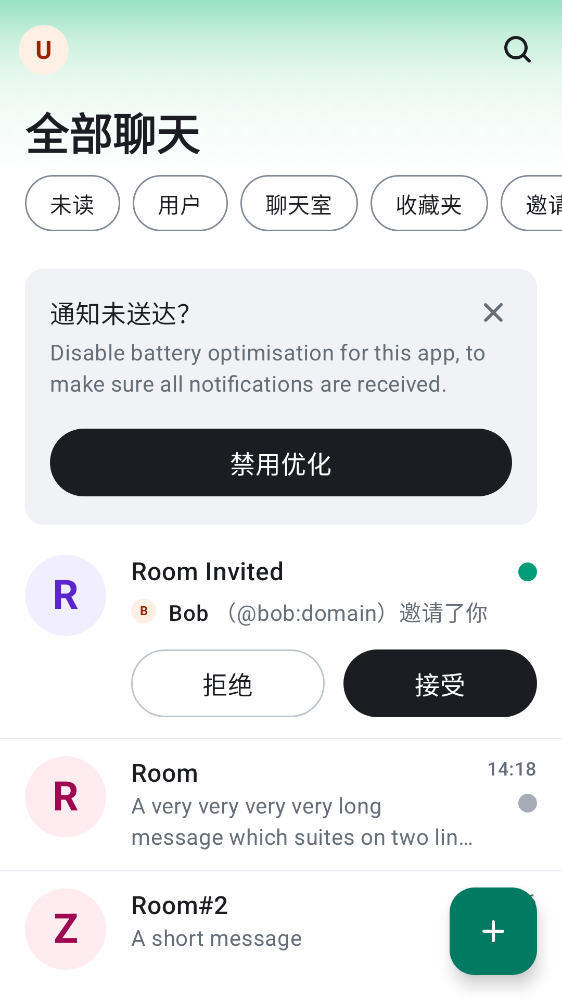 U
全部聊天
未读
用户
聊天室
收藏夹
通知未送达？
Disable battery optimisation for this app, to
make sure all notifications are received.
禁用优化
R
Room Invited
B
Bob （@bob:domain）邀请了你
拒绝
接受
R
Room
14:18
A very very very very long
message which suites on two lin…
Z
Room#2
A short message